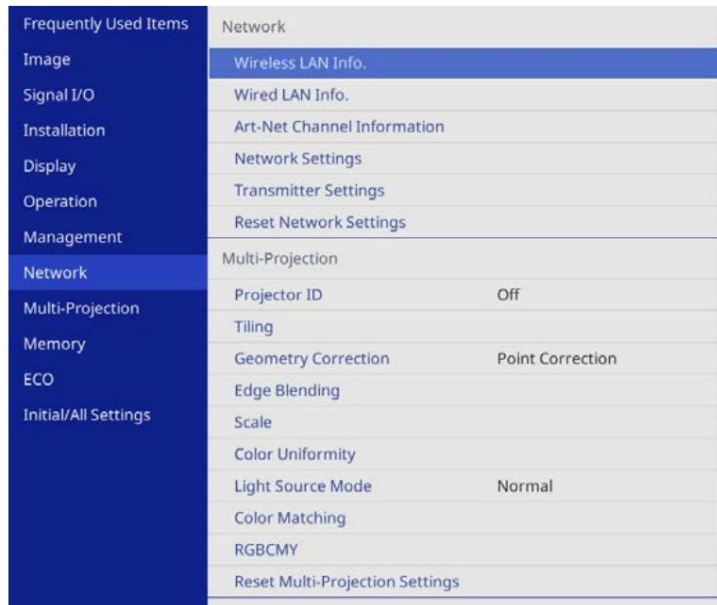 Frequently Used Items
Image
Signal I/O
Installation
Display
Operation
Management
Network
Multi-Projection
Memory
ECO
Initial/All Settings
Network
Wireless LAN Info.
Wired LAN Info.
Art-Net Channel Information
Network Settings
Transmitter Settings
Reset Network Settings
Multi-Projection
Projector ID Off
Tiling
Geometry Correction Point Correction
Edge Blending
Scale
Color Uniformity
Light Source Mode Normal
Color Matching
RGBCMY
Reset Multi-Projection Settings